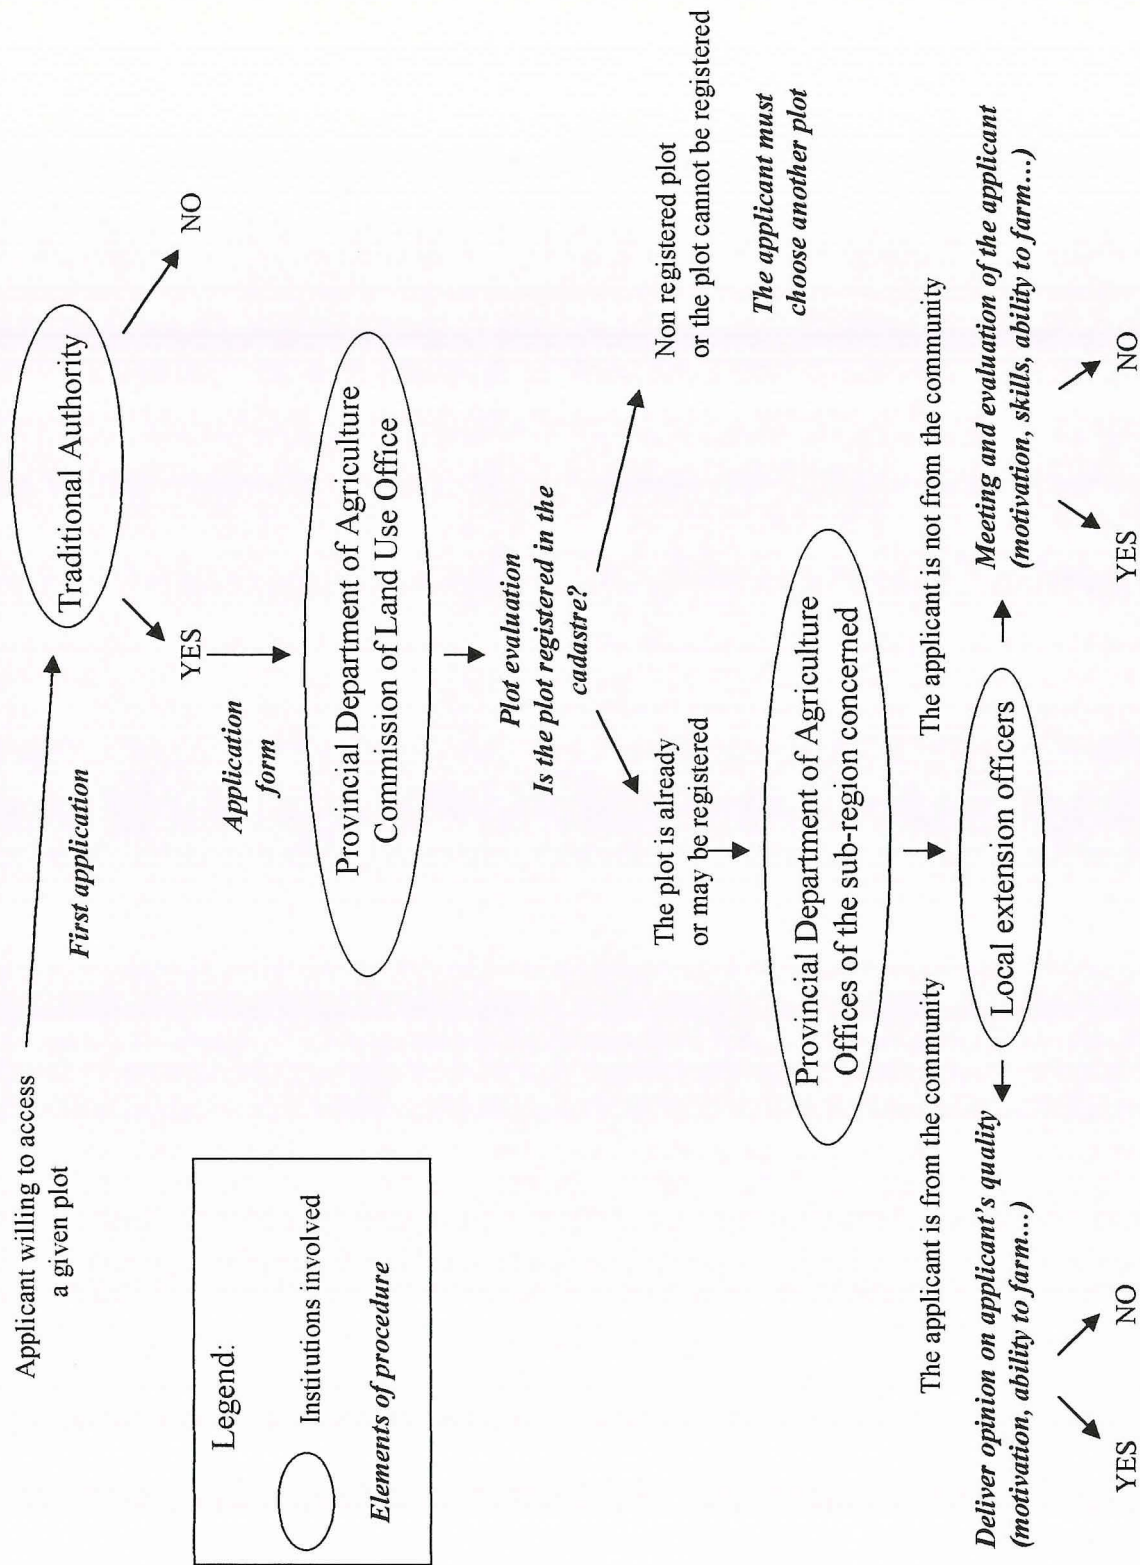 Applicant willing to access
a given plot
First application
Traditional Authority
NO
YES
Application
form
Legend:
Institutions involved
Elements of procedure
Provincial Department of Agriculture
Commission of Land Use Office
Plot evaluation
Is the plot registered in the
cadastre?
The plot is already
or may be registered
Non registered plot
or the plot cannot be registered
The applicant must
choose another plot
Provincial Department of Agriculture
Offices of the sub-region concerned
The applicant is from the community
The applicant is not from the community
Deliver opinion on applicant's quality
(motivation, ability to farm...)
Local extension officers
Meeting and evaluation of the applicant
(motivation, skills, ability to farm...)
YES
NO
YES
NO